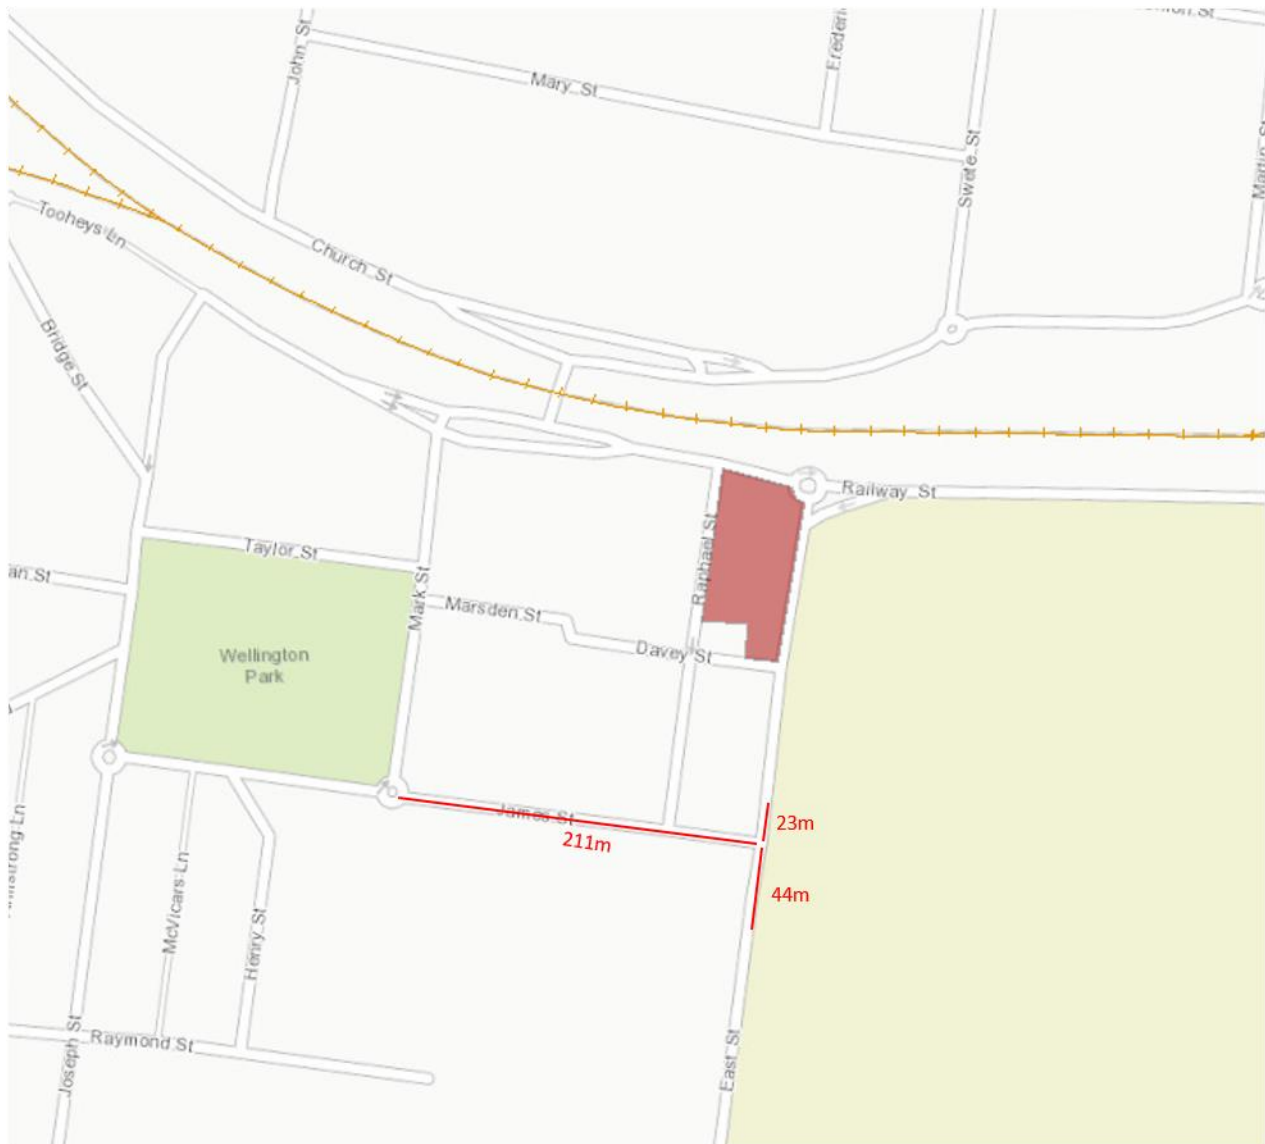 John St
Mary St
Swete St
Tooheys Ln
Church St
Bridge St
Railway St
Taylor St
Raphael St
an St
Mark St
Marsden St
Davey St
Wellington
Park
James St
23m
211m
44m
McVicars Ln
Henry St
Raymond St
Joseph St
East St